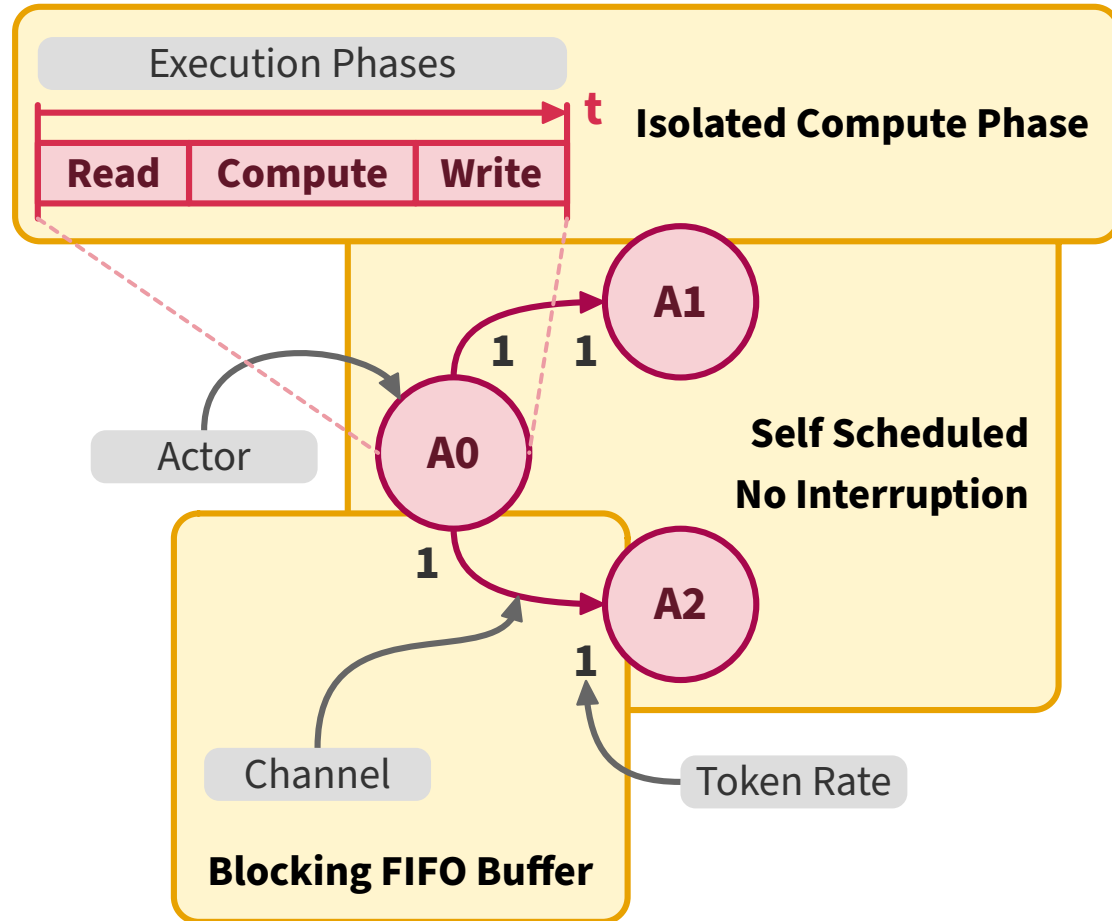 Execution Phases
t
Isolated Compute Phase
Read Compute Write
A1
1 1
Actor
A0
Self Scheduled
No Interruption
1
A2
1
Channel
Token Rate
Blocking FIFO Buffer